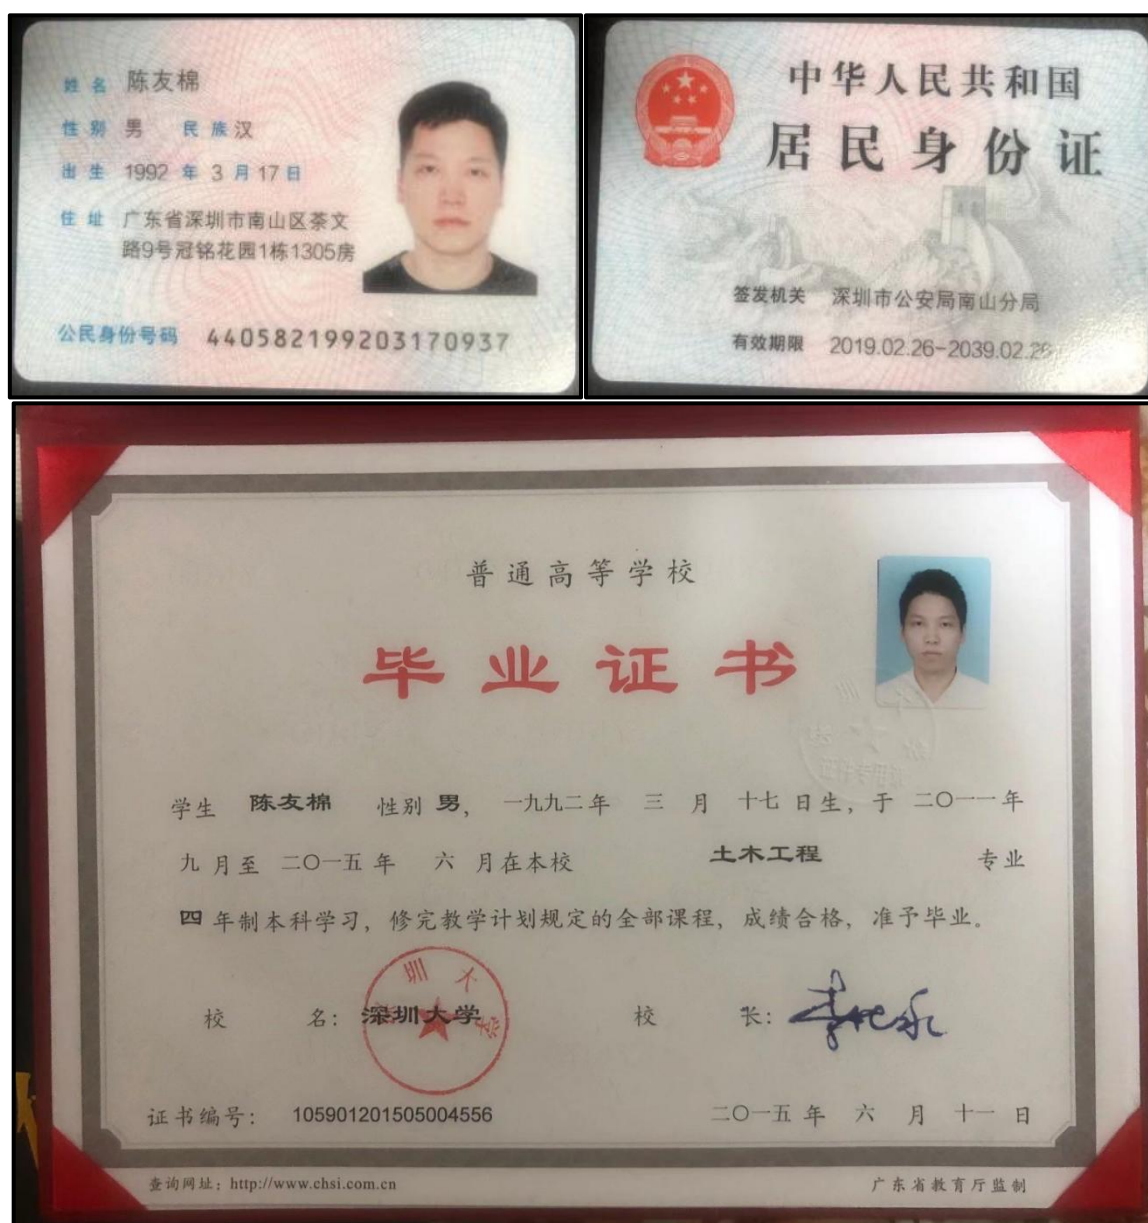 姓名 陈友棉
性别 男 民族 汉
出生 1992 年 3 月 17 日
住址 广东省深圳市南山区茶文
路9号冠铭花园1栋1305房
公民身份号码 440582199203170937
中华人民共和国
居民身份证
签发机关 深圳市公安局南山分局
有效期限 2019.02.26-2039.02.26
普通高等学校
毕业证书
学生 陈友棉 性别 男, 一九九二年 三 月 十七 日生, 于 二〇一一年
九 月至 二〇一五 年 六 月在本校 土木工程 专业
四 年制本科学习, 修完教学计划规定的全部课程, 成绩合格, 准予毕业。
校 名: 深圳大学 校 长:
证书编号: 105901201505004556 二〇一五 年 六 月 十一 日
查询网址: http://www.chsi.com.cn 广东省教育厅监制